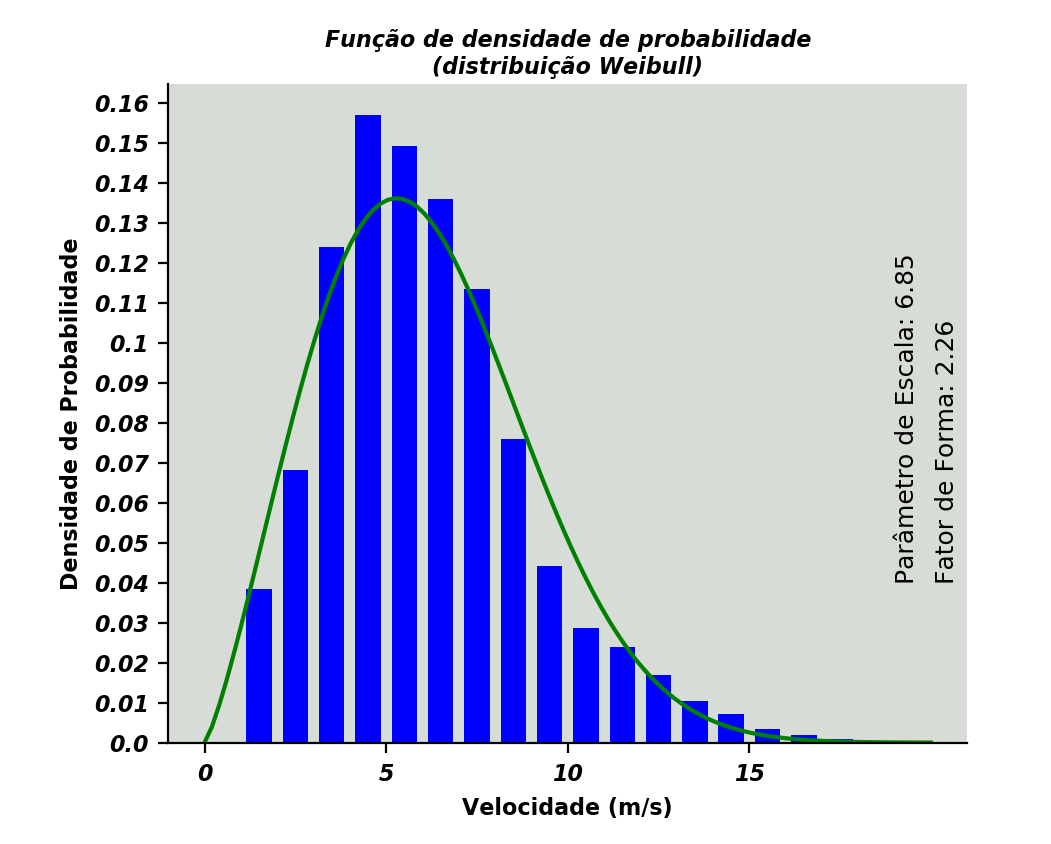 Função de densidade de probabilidade
(distribuição Weibull)
Densidade de Probabilidade
0.16
0.15
0.14
0.13
0.12
0.11
0.1
0.09
0.08
0.07
0.06
0.05
0.04
0.03
0.02
0.01
0.0
0 5 10 15
Velocidade (m/s)
Parâmetro de Escala: 6.85
Fator de Forma: 2.26